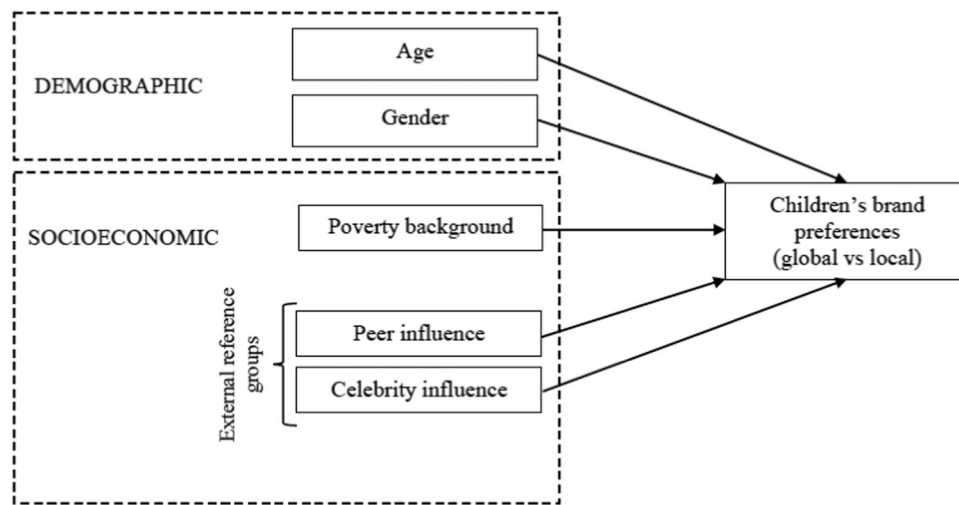 DEMOGRAPHIC
Age
Gender
SOCIOECONOMIC
Poverty background
External reference
groups
Peer influence
Celebrity influence
Children’s brand
preferences
(global vs local)